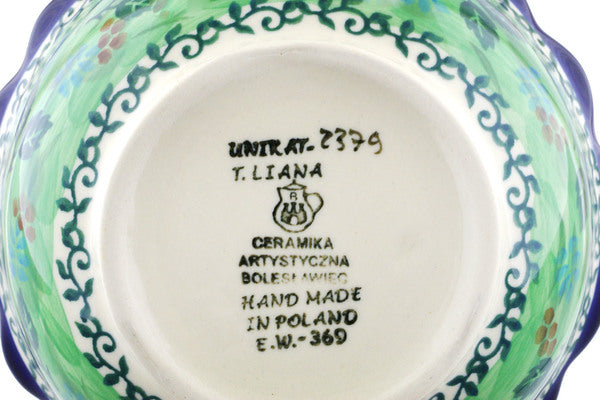 UNIKAT-2379
T. LIANA
B
CERAMIKA
ARTYSTYCZNA
BOLESŁAWIEC
HAND MADE
IN POLAND
E.W.-369